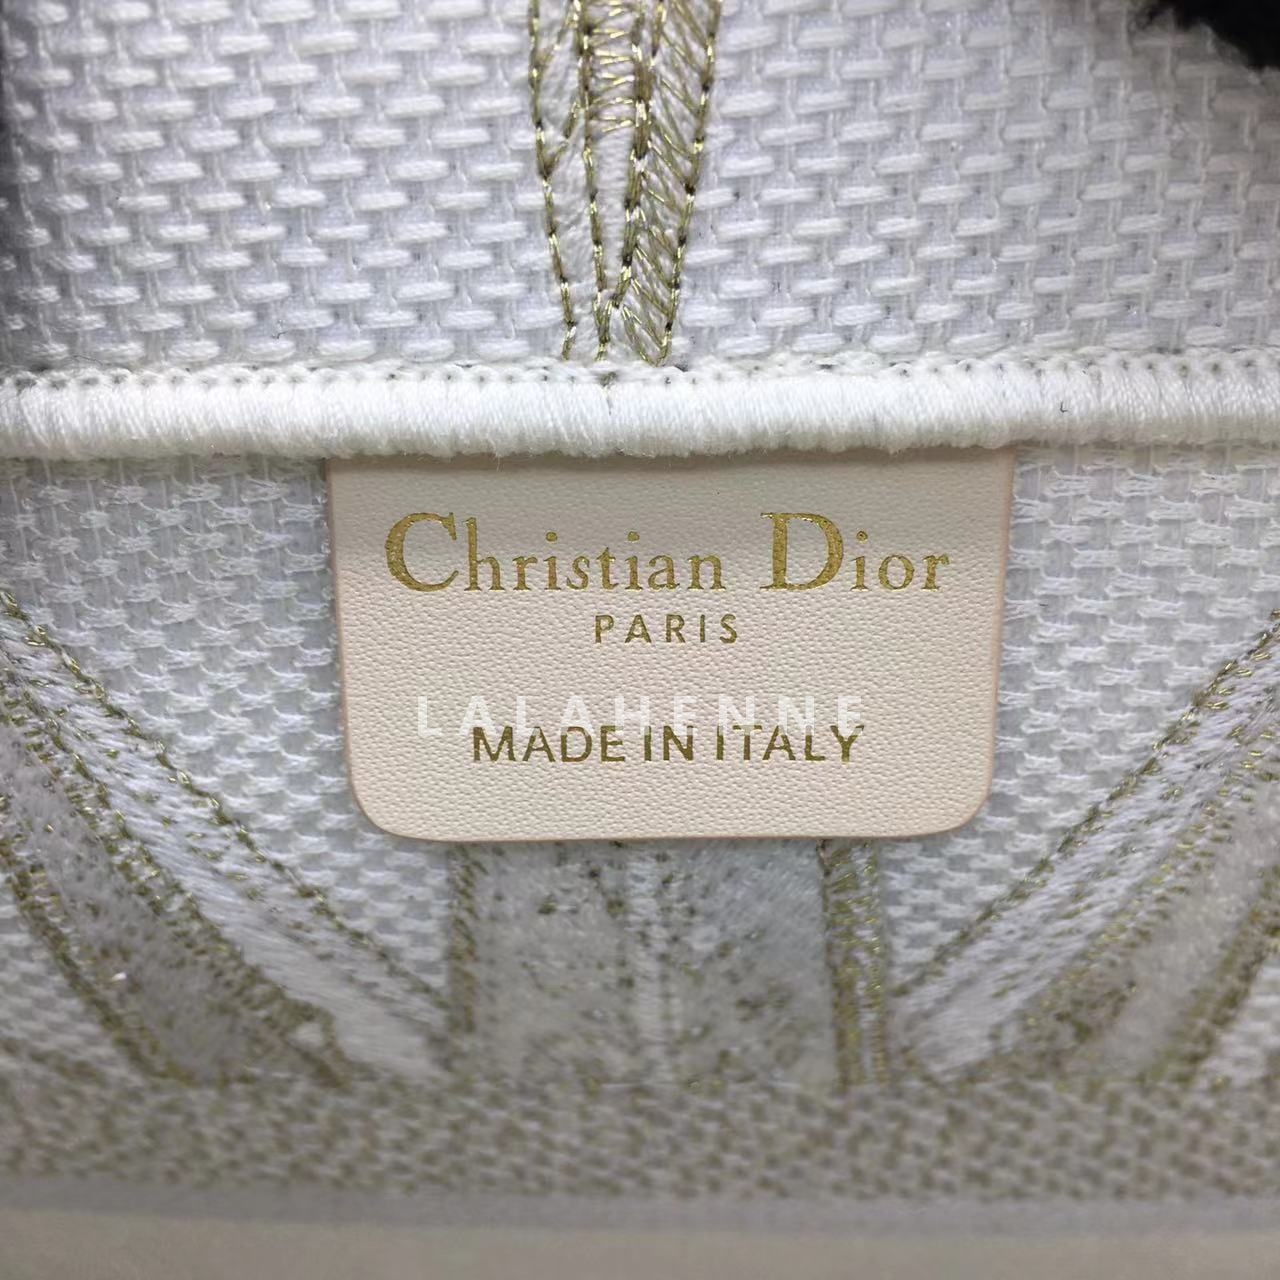 Christian Dior
PARIS
LALAHENNE
MADE IN ITALY